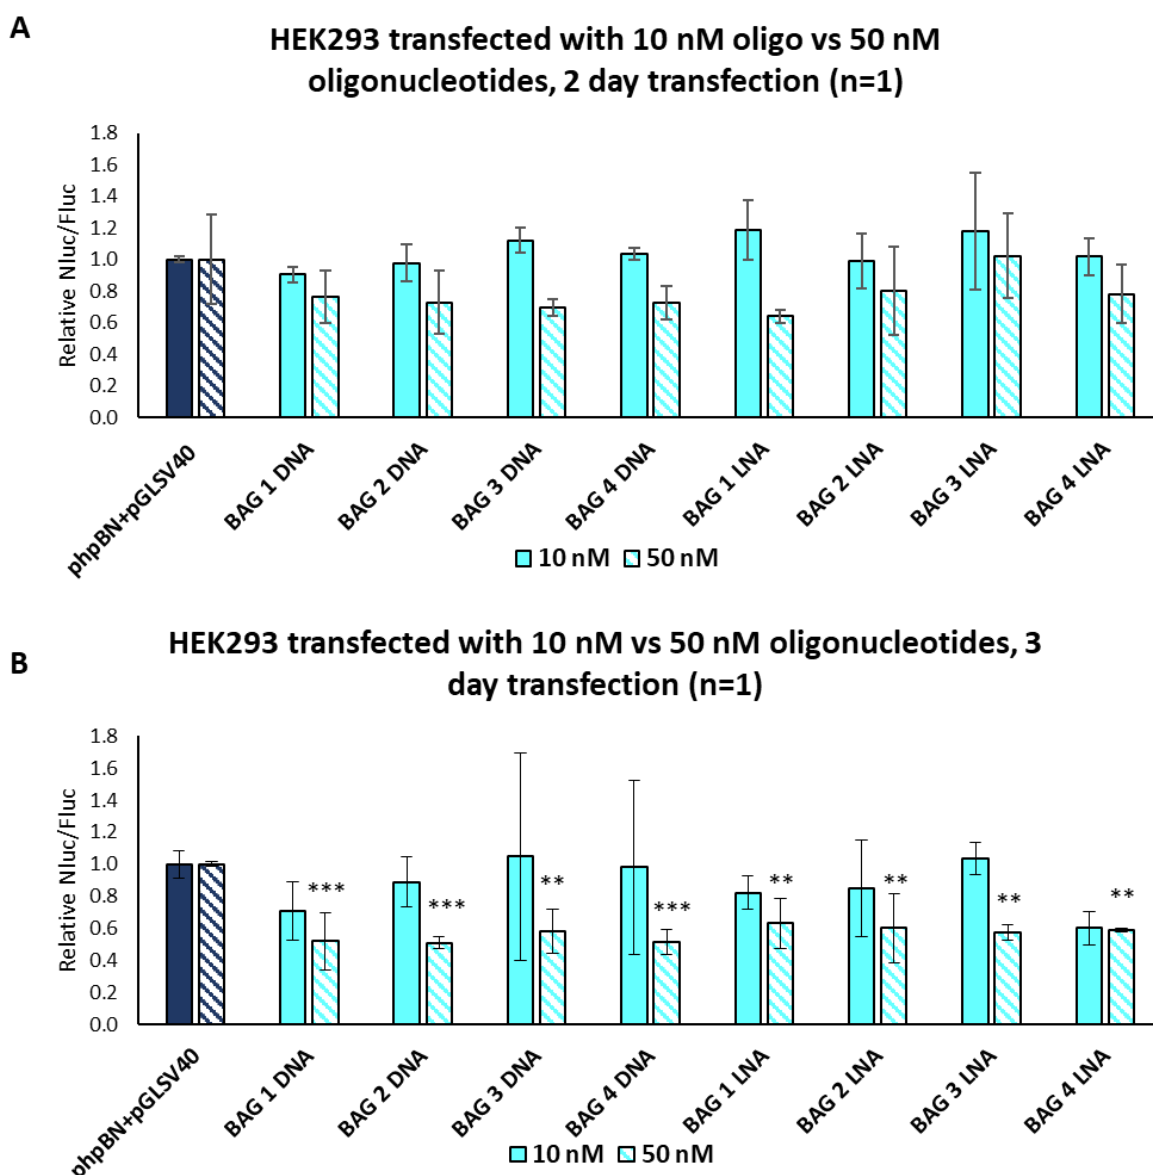 A
HEK293 transfected with 10 nM oligo vs 50 nM
oligonucleotides, 2 day transfection (n=1)
Relative Nluc/Fluc
1.8
1.6
1.4
1.2
1.0
0.8
0.6
0.4
0.2
0.0
phpBN+pGLSV40
BAG 1 DNA
BAG 2 DNA
BAG 3 DNA
BAG 4 DNA
BAG 1 LNA
BAG 2 LNA
BAG 3 LNA
BAG 4 LNA
10 nM 50 nM
B
HEK293 transfected with 10 nM vs 50 nM oligonucleotides, 3
day transfection (n=1)
Relative Nluc/Fluc
1.8
1.6
1.4
1.2
1.0
0.8
0.6
0.4
0.2
0.0
*** *** ** *** ** ** ** **
phpBN+pGLSV40
BAG 1 DNA
BAG 2 DNA
BAG 3 DNA
BAG 4 DNA
BAG 1 LNA
BAG 2 LNA
BAG 3 LNA
BAG 4 LNA
10 nM 50 nM